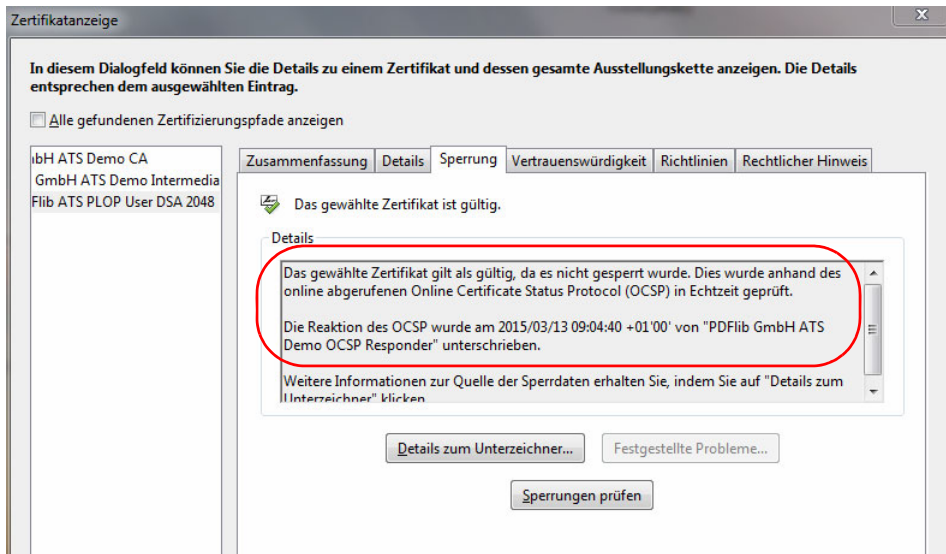 Zertifikatanzeige
In diesem Dialogfeld können Sie die Details zu einem Zertifikat und dessen gesamte Ausstellungskette anzeigen. Die Details
entsprechen dem ausgewählten Eintrag.
Alle gefundenen Zertifizierungspfade anzeigen
bH ATS Demo CA
GmbH ATS Demo Intermedia
Flib ATS PLOP User DSA 2048
Zusammenfassung Details Sperrung Vertrauenswürdigkeit Richtlinien Rechtlicher Hinweis
Das gewählte Zertifikat ist gültig.
Details
Das gewählte Zertifikat gilt als gültig, da es nicht gesperrt wurde. Dies wurde anhand des
online abgerufenen Online Certificate Status Protocol (OCSP) in Echtzeit geprüft.
Die Reaktion des OCSP wurde am 2015/03/13 09:04:40 +01'00' von "PDFlib GmbH ATS
Demo OCSP Responder" unterschrieben.
Weitere Informationen zur Quelle der Sperrdaten erhalten Sie, indem Sie auf "Details zum
Unterzeichner" klicken
Details zum Unterzeichner... Festgestellte Probleme...
Sperrungen prüfen